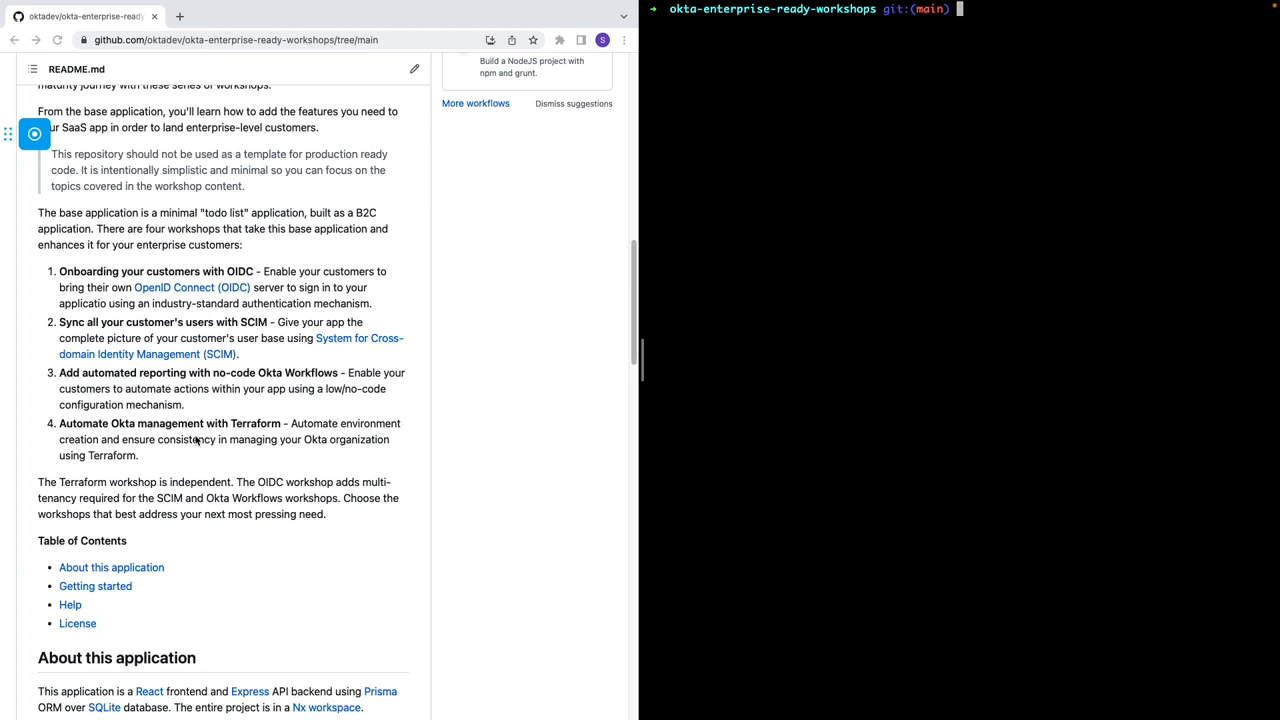 oktadev/okta-enterprise-ready
github.com/oktadev/okta-enterprise-ready-workshops/tree/main
S
README.md
maturity journey with these series of workshops.
From the base application, you'll learn how to add the features you need to
ur SaaS app in order to land enterprise-level customers.
This repository should not be used as a template for production ready
code. It is intentionally simplistic and minimal so you can focus on the
topics covered in the workshop content.
The base application is a minimal "todo list" application, built as a B2C
application. There are four workshops that take this base application and
enhances it for your enterprise customers:
1. Onboarding your customers with OIDC - Enable your customers to
bring their own OpenID Connect (OIDC) server to sign in to your
applicatio using an industry-standard authentication mechanism.
2. Sync all your customer's users with SCIM - Give your app the
complete picture of your customer's user base using System for Cross-
domain Identity Management (SCIM).
3. Add automated reporting with no-code Okta Workflows - Enable your
customers to automate actions within your app using a low/no-code
configuration mechanism.
4. Automate Okta management with Terraform - Automate environment
creation and ensure consistency in managing your Okta organization
using Terraform.
The Terraform workshop is independent. The OIDC workshop adds multi-
tenancy required for the SCIM and Okta Workflows workshops. Choose the
workshops that best address your next most pressing need.
Table of Contents
• About this application
• Getting started
• Help
• License
About this application
This application is a React frontend and Express API backend using Prisma
ORM over SQLite database. The entire project is in a Nx workspace.
Build a NodeJS project with
npm and grunt.
More workflows Dismiss suggestions
➜ okta-enterprise-ready-workshops git:(main)